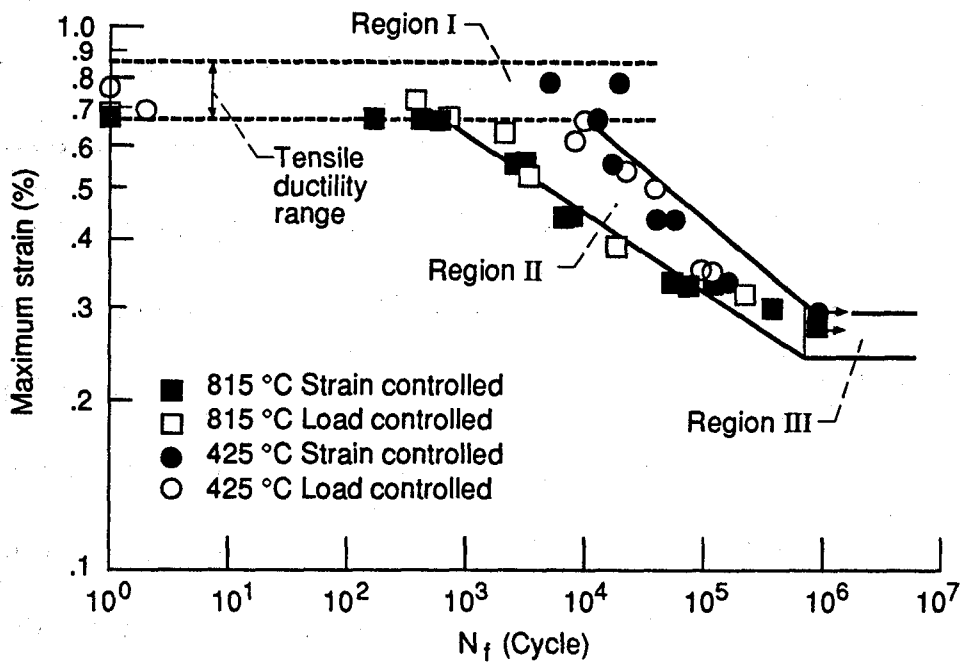 Region I
1.0
.9
.8
.7
.6
.5
.4
.3
.2
.1
Maximum strain (%)
Tensile
ductility
range
Region II
Region III
815 °C Strain controlled
815 °C Load controlled
425 °C Strain controlled
425 °C Load controlled
10⁰
10¹
10²
10³
10⁴
10⁵
10⁶
10⁷
N_f (Cycle)